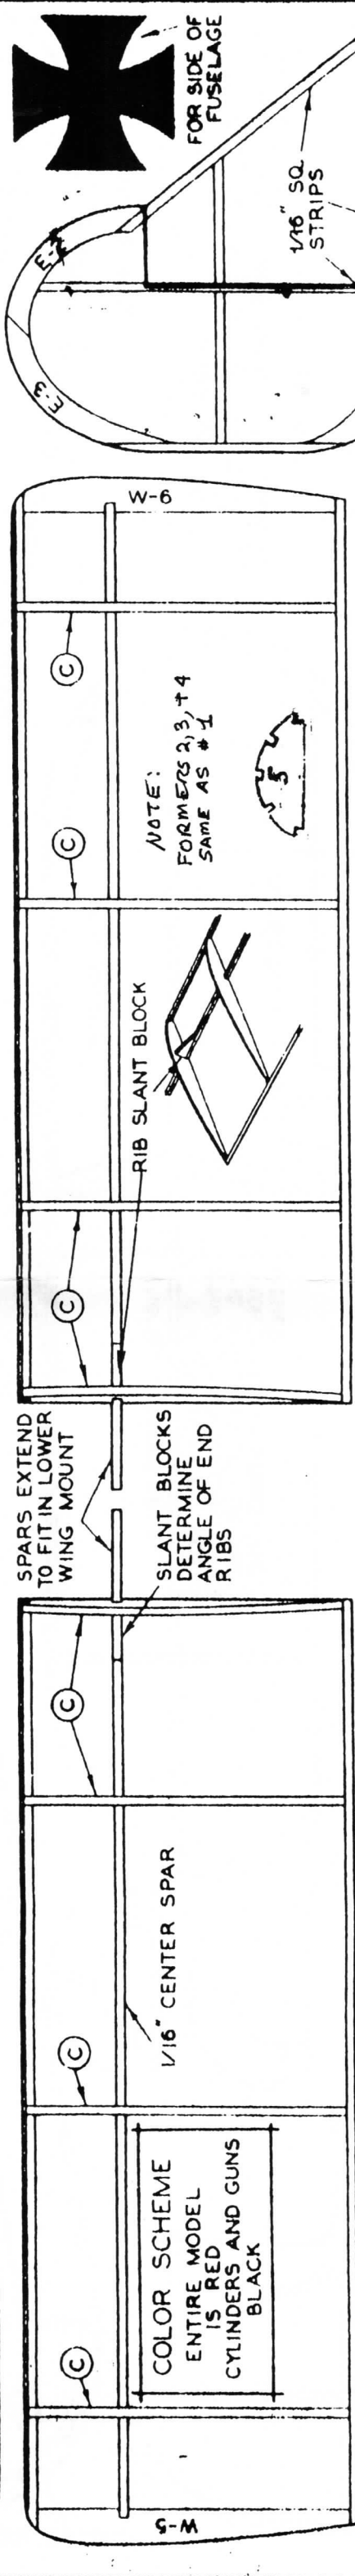 FOR SIDE OF
FUSELAGE
E-2
E-3
1/16" SQ
STRIPS
W-6
C
C
C
NOTE:
FORMERS 2, 3, + 4
SAME AS # 1
5
RIB SLANT BLOCK
SPARS EXTEND
TO FIT IN LOWER
WING MOUNT
SLANT BLOCKS
DETERMINE
ANGLE OF END
RIBS
C
C
C
1/16" CENTER SPAR
COLOR SCHEME
ENTIRE MODEL
IS RED
CYLINDERS AND GUNS
BLACK
W-5